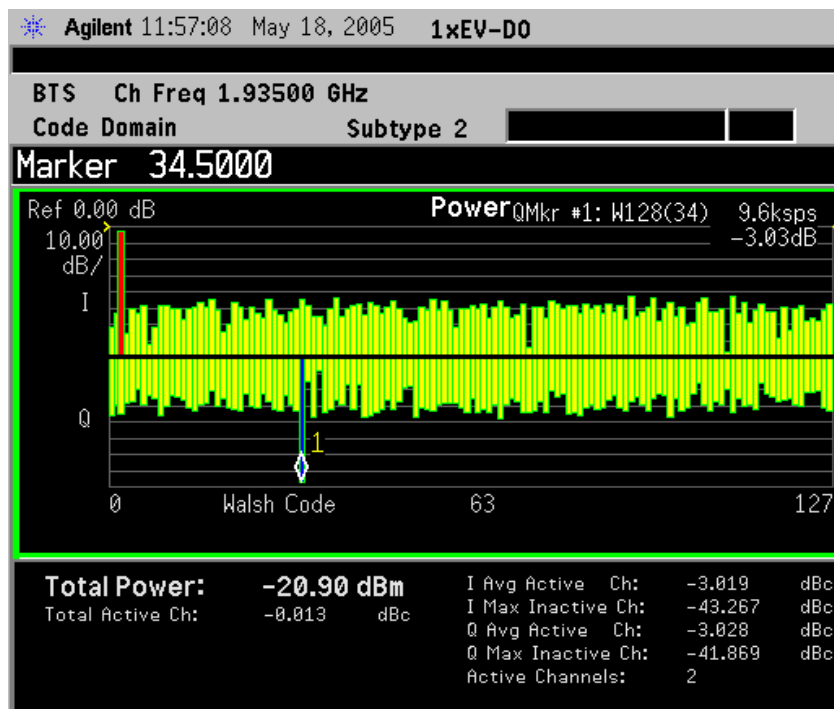 Agilent 11:57:08 May 18, 2005 1xEV-DO
BTS Ch Freq 1.93500 GHz
Code Domain Subtype 2
Marker 34.5000
Ref 0.00 dB Power QMkr #1: W128(34) 9.6ksps
10.00 -3.03dB
dB/
I
Q
1
0 Walsh Code 63 127
Total Power: -20.90 dBm I Avg Active Ch: -3.019 dBc
Total Active Ch: -0.013 dBc I Max Inactive Ch: -43.267 dBc
Q Avg Active Ch: -3.028 dBc
Q Max Inactive Ch: -41.869 dBc
Active Channels: 2